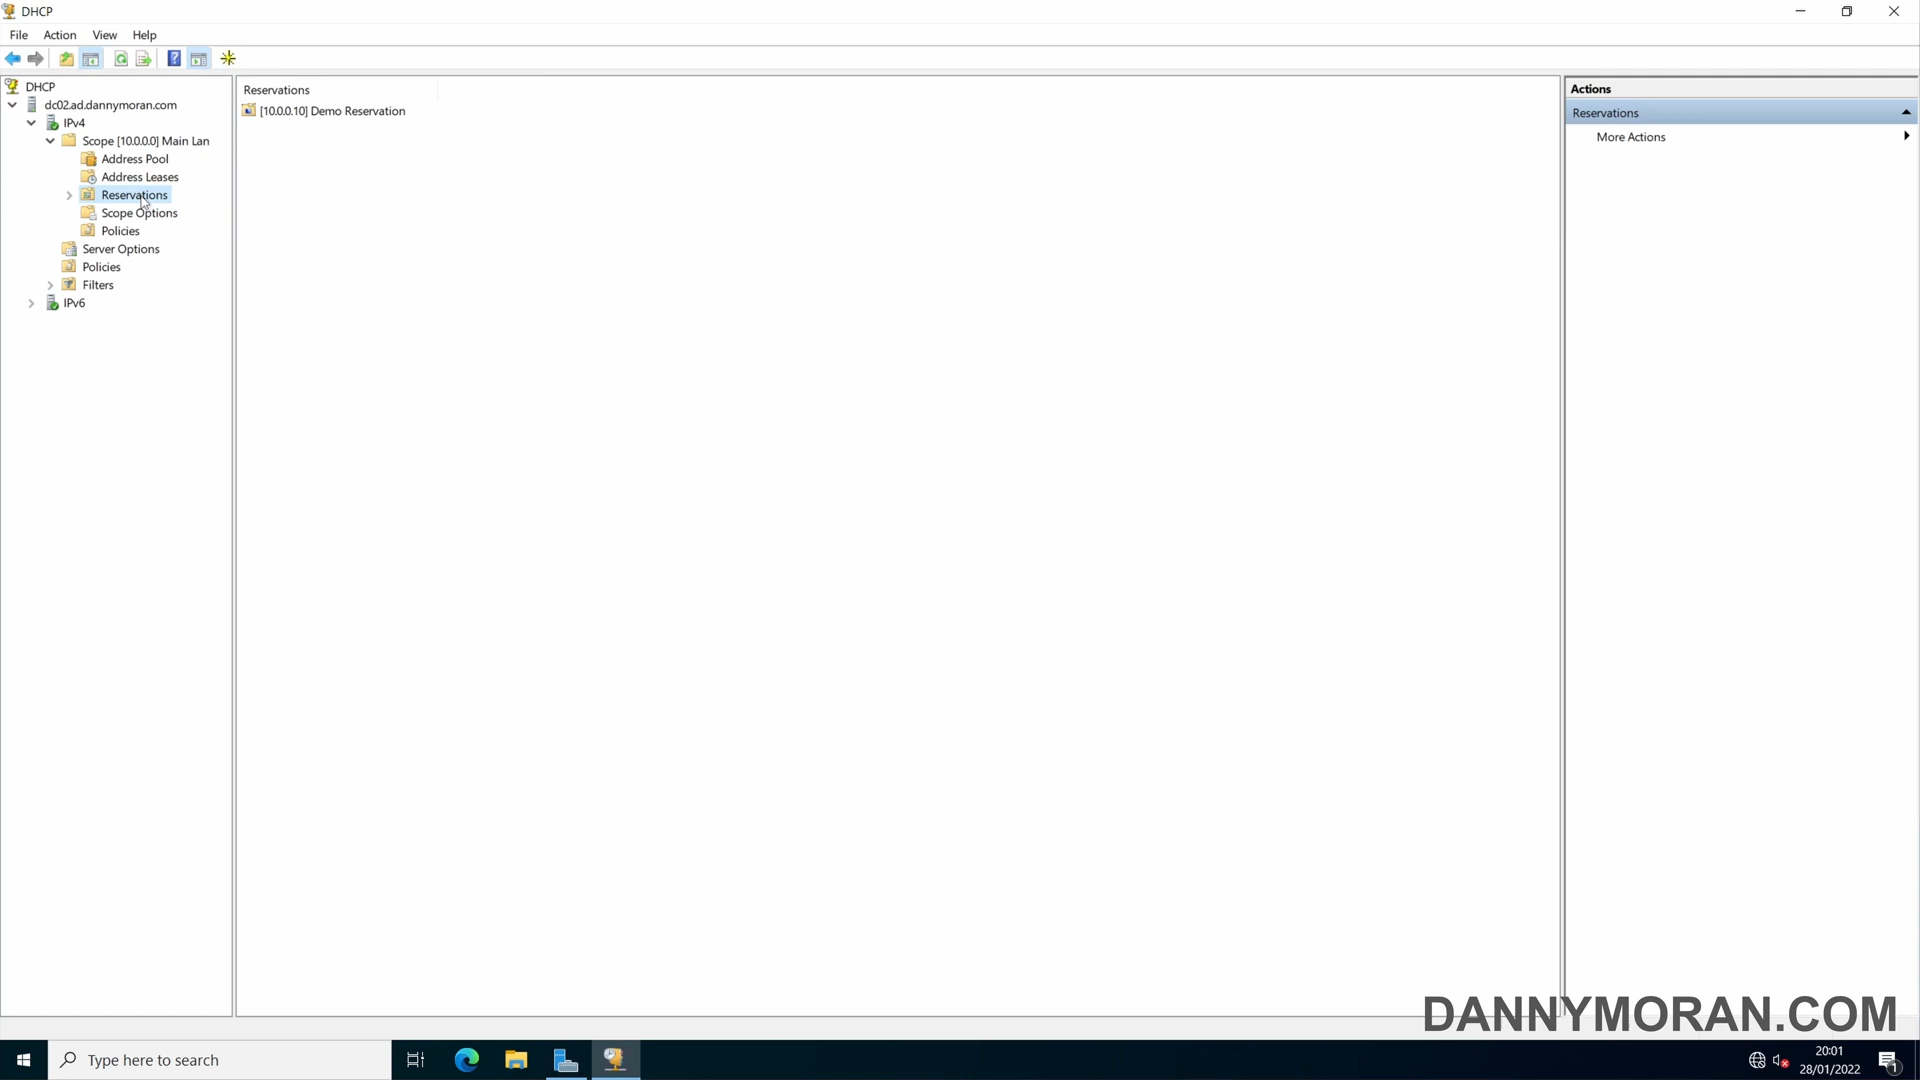 DHCP
File Action View Help
DHCP
dc02.ad.dannymoran.com
IPv4
Scope [10.0.0.0] Main Lan
Address Pool
Address Leases
Reservations
Scope Options
Policies
Server Options
Policies
Filters
IPv6
Reservations
[10.0.0.10] Demo Reservation
Actions
Reservations
More Actions
DANNYMORAN.COM
Type here to search
20:01
28/01/2022
1